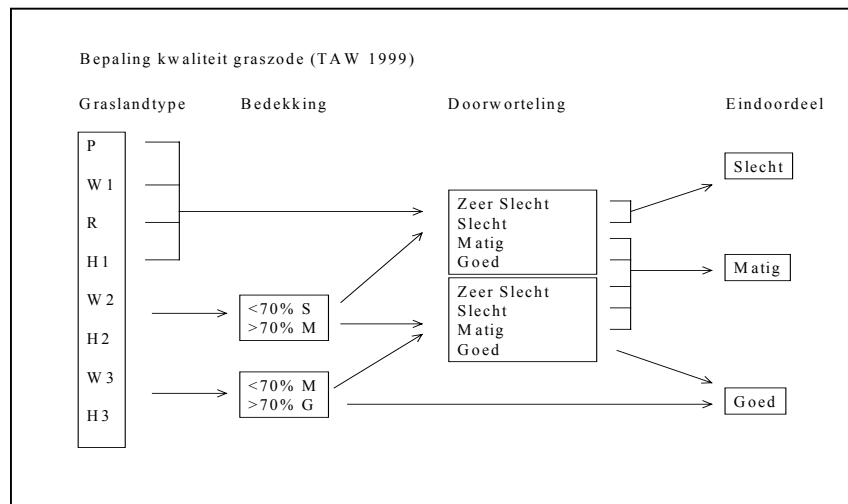 Bepaling kwaliteit graszode (TAW 1999)
Graslandtype Bedekking Doorworteling Eindoordeel
P
W1
R
H1
W2
H2
W3
H3
<70% S
>70% M
<70% M
>70% G
Zeer Slecht
Slecht
Matig
Goed
Zeer Slecht
Slecht
Matig
Goed
Slecht
Matig
Goed